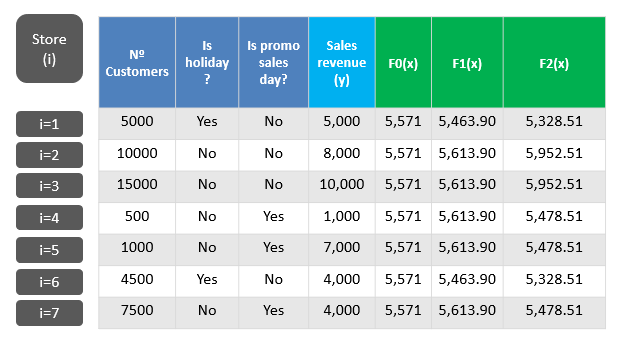 Store (i) Nº Customers Is holiday ? Is promo sales day? Sales revenue (y) F0(x) F1(x) F2(x)
i=1 5000 Yes No 5,000 5,571 5,463.90 5,328.51
i=2 10000 No No 8,000 5,571 5,613.90 5,952.51
i=3 15000 No No 10,000 5,571 5,613.90 5,952.51
i=4 500 No Yes 1,000 5,571 5,613.90 5,478.51
i=5 1000 No Yes 7,000 5,571 5,613.90 5,478.51
i=6 4500 Yes No 4,000 5,571 5,463.90 5,328.51
i=7 7500 No Yes 4,000 5,571 5,613.90 5,478.51